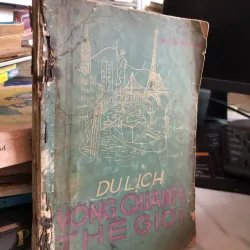 DU LỊCH
VÒNG QUANH
THẾ GIỚI